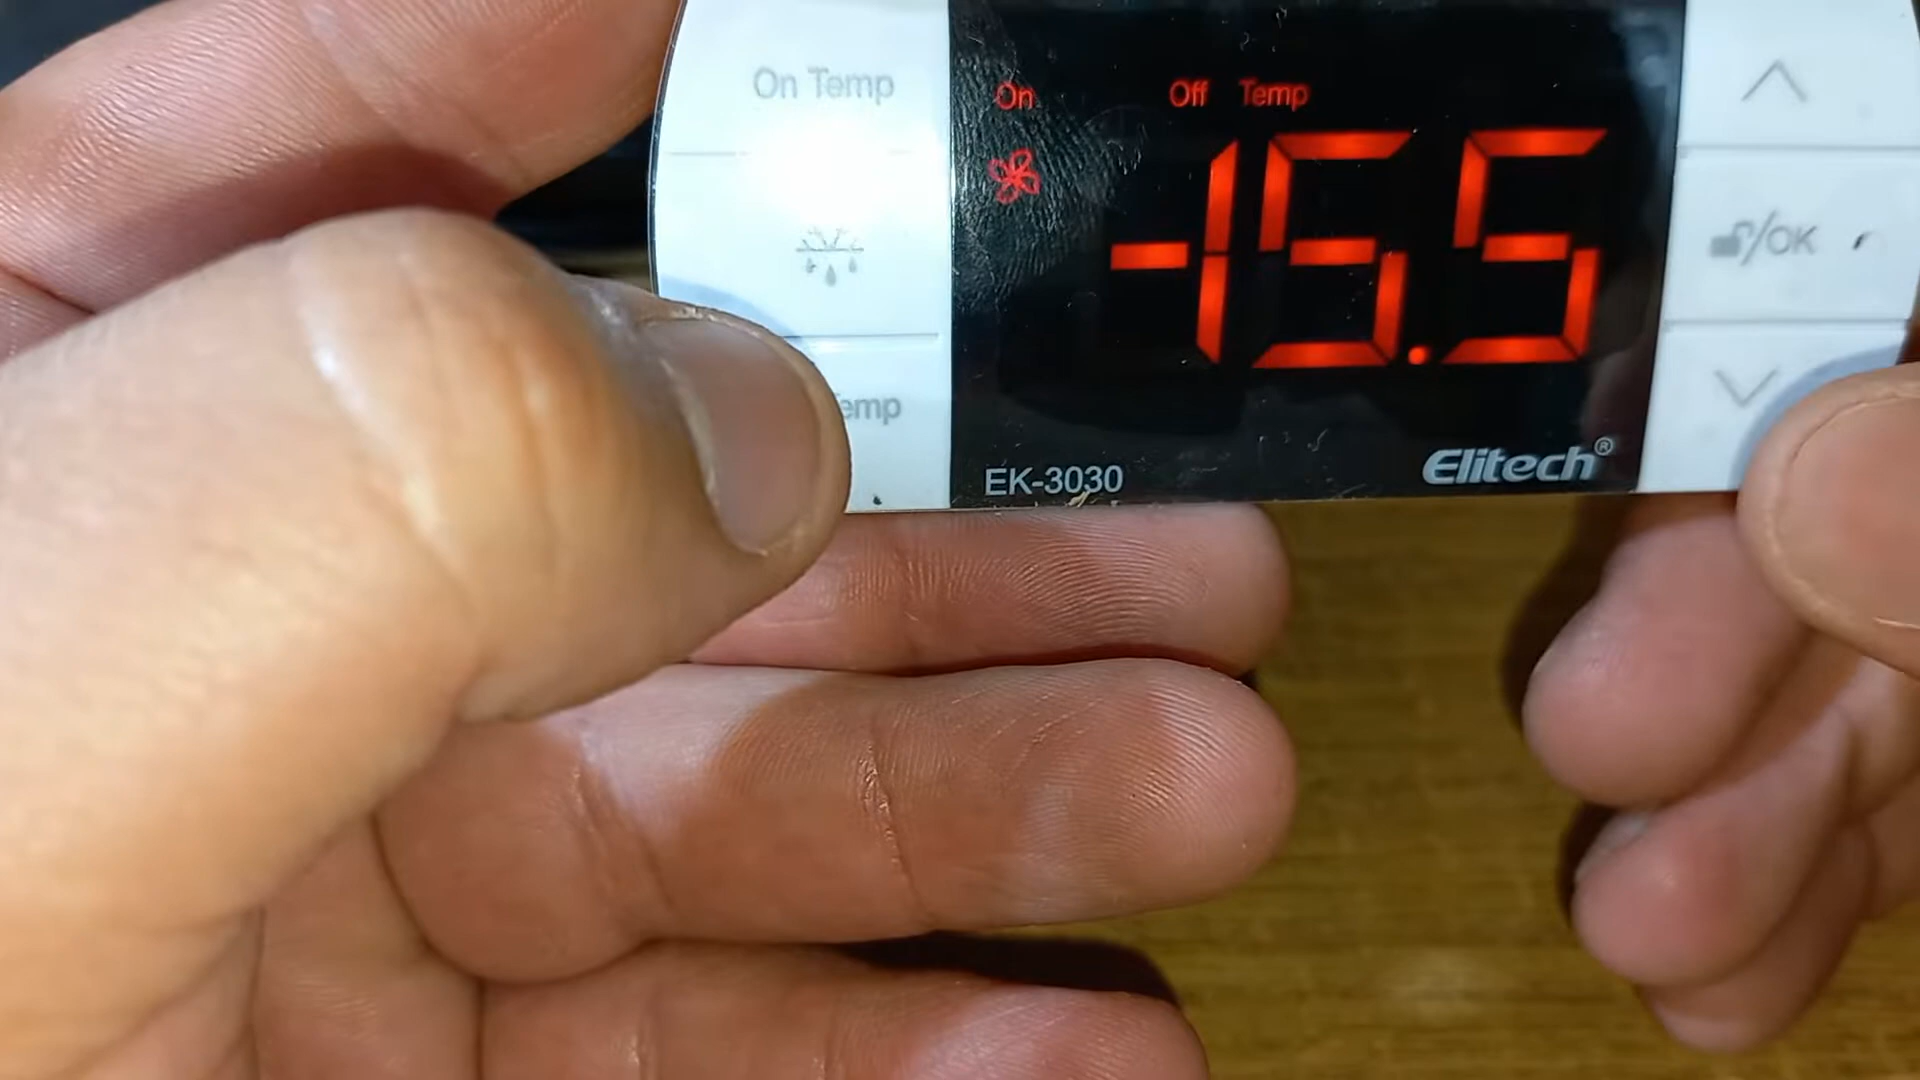 On Temp
On Off Temp
-15.5
/OK
emp
EK-3030
Elitech®